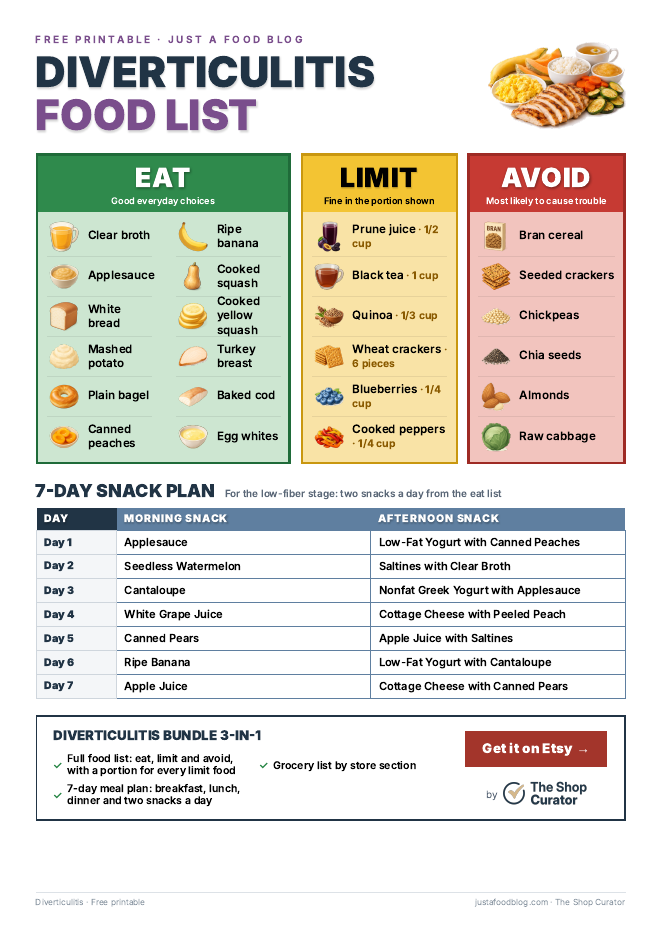 FREE PRINTABLE · JUST A FOOD BLOG
DIVERTICULITIS
FOOD LIST
EAT
Good everyday choices
Clear broth
Ripe
banana
Applesauce
Cooked
squash
White
bread
Cooked
yellow
squash
Mashed
potato
Turkey
breast
Plain bagel
Baked cod
Canned
peaches
Egg whites
LIMIT
Fine in the portion shown
Prune juice · 1/2
cup
Black tea · 1 cup
Quinoa · 1/3 cup
Wheat crackers ·
6 pieces
Blueberries · 1/4
cup
Cooked peppers
· 1/4 cup
AVOID
Most likely to cause trouble
BRAN
Bran cereal
Seeded crackers
Chickpeas
Chia seeds
Almonds
Raw cabbage
7-DAY SNACK PLAN For the low-fiber stage: two snacks a day from the eat list
DAY MORNING SNACK AFTERNOON SNACK
Day 1 Applesauce Low-Fat Yogurt with Canned Peaches
Day 2 Seedless Watermelon Saltines with Clear Broth
Day 3 Cantaloupe Nonfat Greek Yogurt with Applesauce
Day 4 White Grape Juice Cottage Cheese with Peeled Peach
Day 5 Canned Pears Apple Juice with Saltines
Day 6 Ripe Banana Low-Fat Yogurt with Cantaloupe
Day 7 Apple Juice Cottage Cheese with Canned Pears
DIVERTICULITIS BUNDLE 3-IN-1
✓ Full food list: eat, limit and avoid,
with a portion for every limit food
✓ Grocery list by store section
✓ 7-day meal plan: breakfast, lunch,
dinner and two snacks a day
Get it on Etsy →
by The Shop
Curator
Diverticulitis · Free printable
justafoodblog.com · The Shop Curator